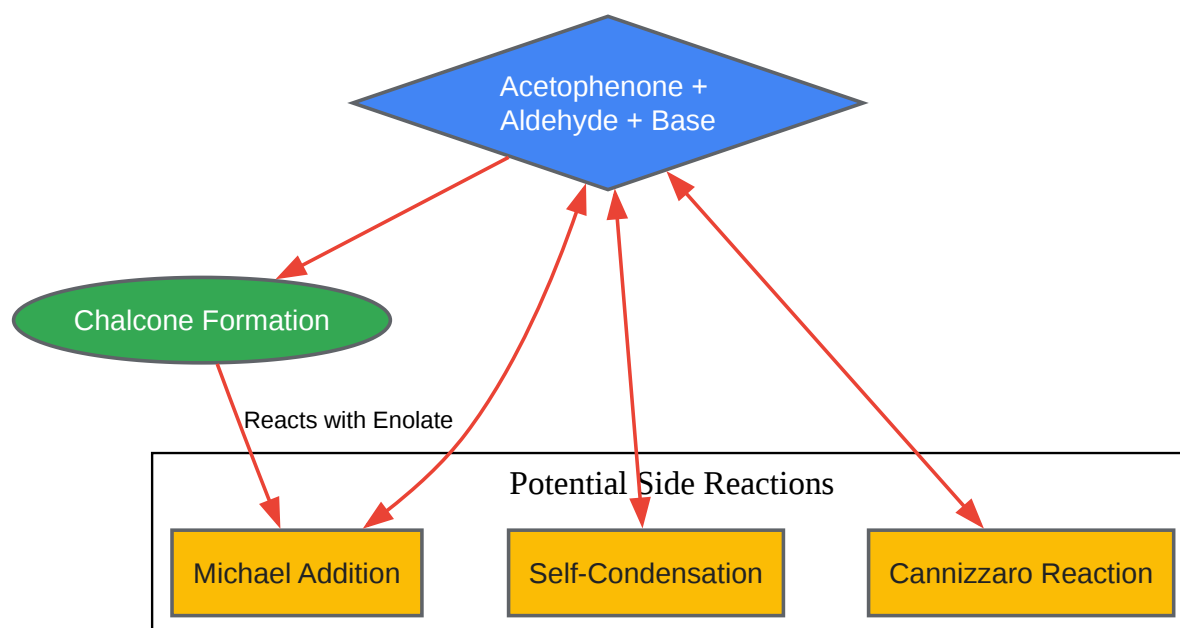 Acetophenone +
Aldehyde + Base
Chalcone Formation
Reacts with Enolate
Potential Side Reactions
Michael Addition
Self-Condensation
Cannizzaro Reaction